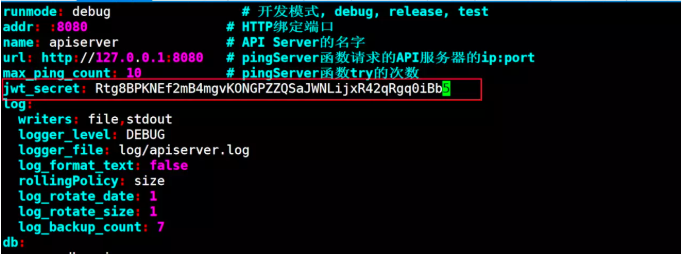 runmode: debug # 开发模式, debug, release, test
addr: :8080 # HTTP绑定端口
name: apiserver # API Server的名字
url: http://127.0.0.1:8080 # pingServer函数请求的API服务器的ip:port
max_ping_count: 10 # pingServer函数try的次数
jwt_secret: Rtg8BPKNEf2mB4mgvKONGPZZQSaJWNLijxR42qRgq0iBb5
log:
writers: file,stdout
logger_level: DEBUG
logger_file: log/apiserver.log
log_format_text: false
rollingPolicy: size
log_rotate_date: 1
log_rotate_size: 1
log_backup_count: 7
db: